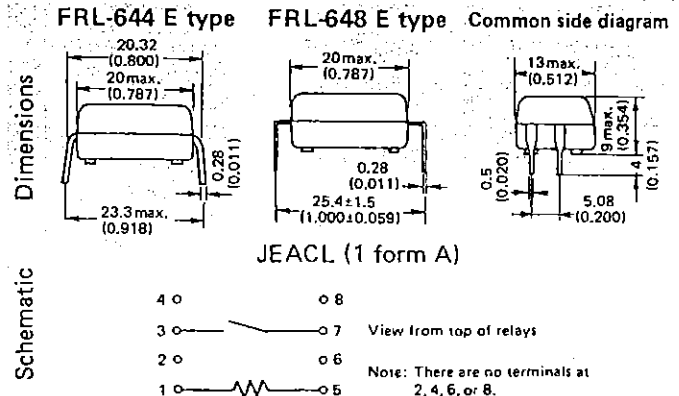 FRL-644 E type
FRL-648 E type
Common side diagram
Dimensions
20.32
(0.800)
20max.
(0.787)
0.28
(0.011)
23.3max.
(0.918)
20max.
(0.787)
0.28
(0.011)
25.4±1.5
(1.000±0.059)
13max.
(0.512)
9max.
(0.354)
4
(0.157)
0.5
(0.020)
5.08
(0.200)
JEACL (1 form A)
Schematic
4 8
3 7 View from top of relays
2 6
1 5
Note: There are no terminals at
2, 4, 6, or 8.